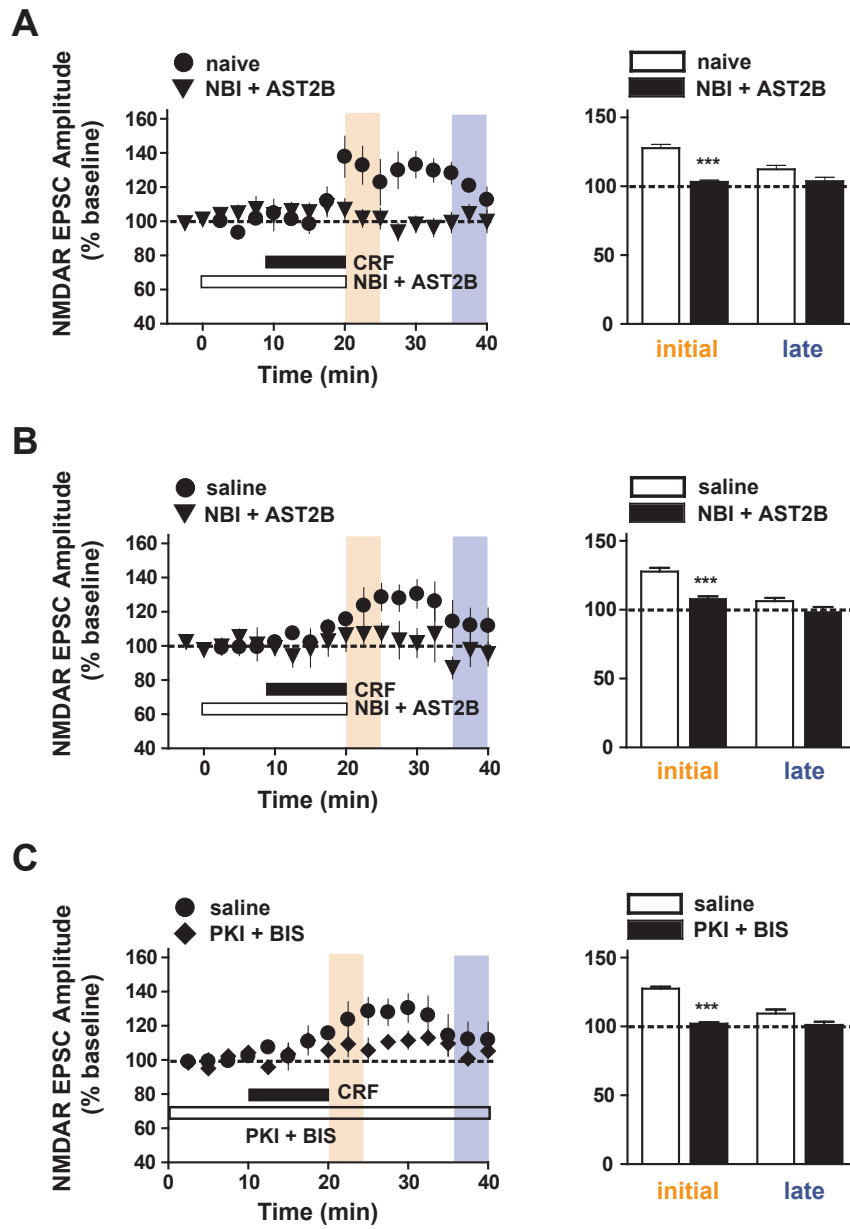 A
naive
NBI + AST2B
NMDAR EPSC Amplitude
(% baseline)
160
140
120
100
80
60
40
CRF
NBI + AST2B
0
10
20
30
40
Time (min)
naive
NBI + AST2B
150
100
50
0
***
initial
late
B
saline
NBI + AST2B
NMDAR EPSC Amplitude
(% baseline)
160
140
120
100
80
60
40
CRF
NBI + AST2B
0
10
20
30
40
Time (min)
saline
NBI + AST2B
150
100
50
0
***
initial
late
C
saline
PKI + BIS
NMDAR EPSC Amplitude
(% baseline)
160
140
120
100
80
60
40
CRF
PKI + BIS
0
10
20
30
40
Time (min)
saline
PKI + BIS
150
100
50
0
***
initial
late